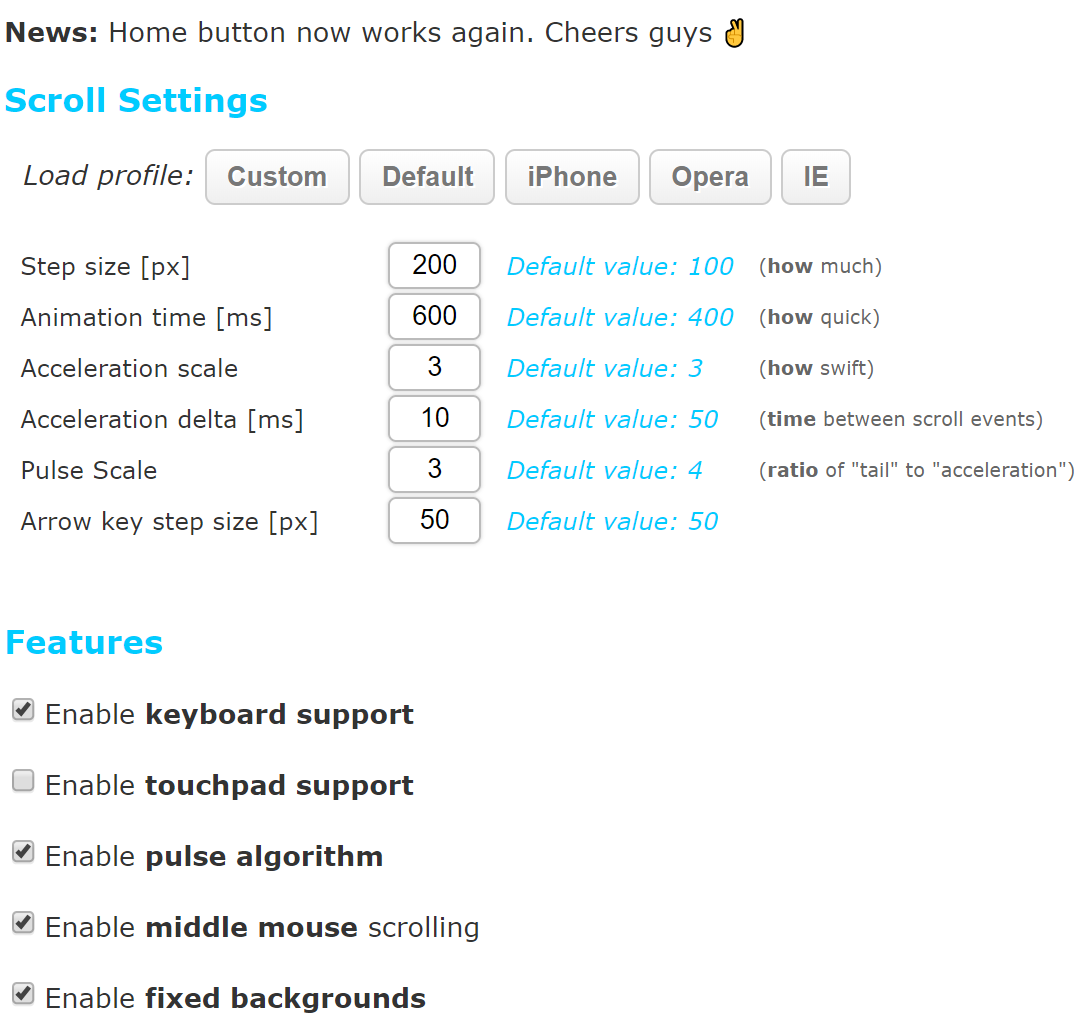 News: Home button now works again. Cheers guys ✌
Scroll Settings
Load profile: Custom Default iPhone Opera IE
Step size [px] 200 Default value: 100 (how much)
Animation time [ms] 600 Default value: 400 (how quick)
Acceleration scale 3 Default value: 3 (how swift)
Acceleration delta [ms] 10 Default value: 50 (time between scroll events)
Pulse Scale 3 Default value: 4 (ratio of "tail" to "acceleration")
Arrow key step size [px] 50 Default value: 50
Features
Enable keyboard support
Enable touchpad support
Enable pulse algorithm
Enable middle mouse scrolling
Enable fixed backgrounds